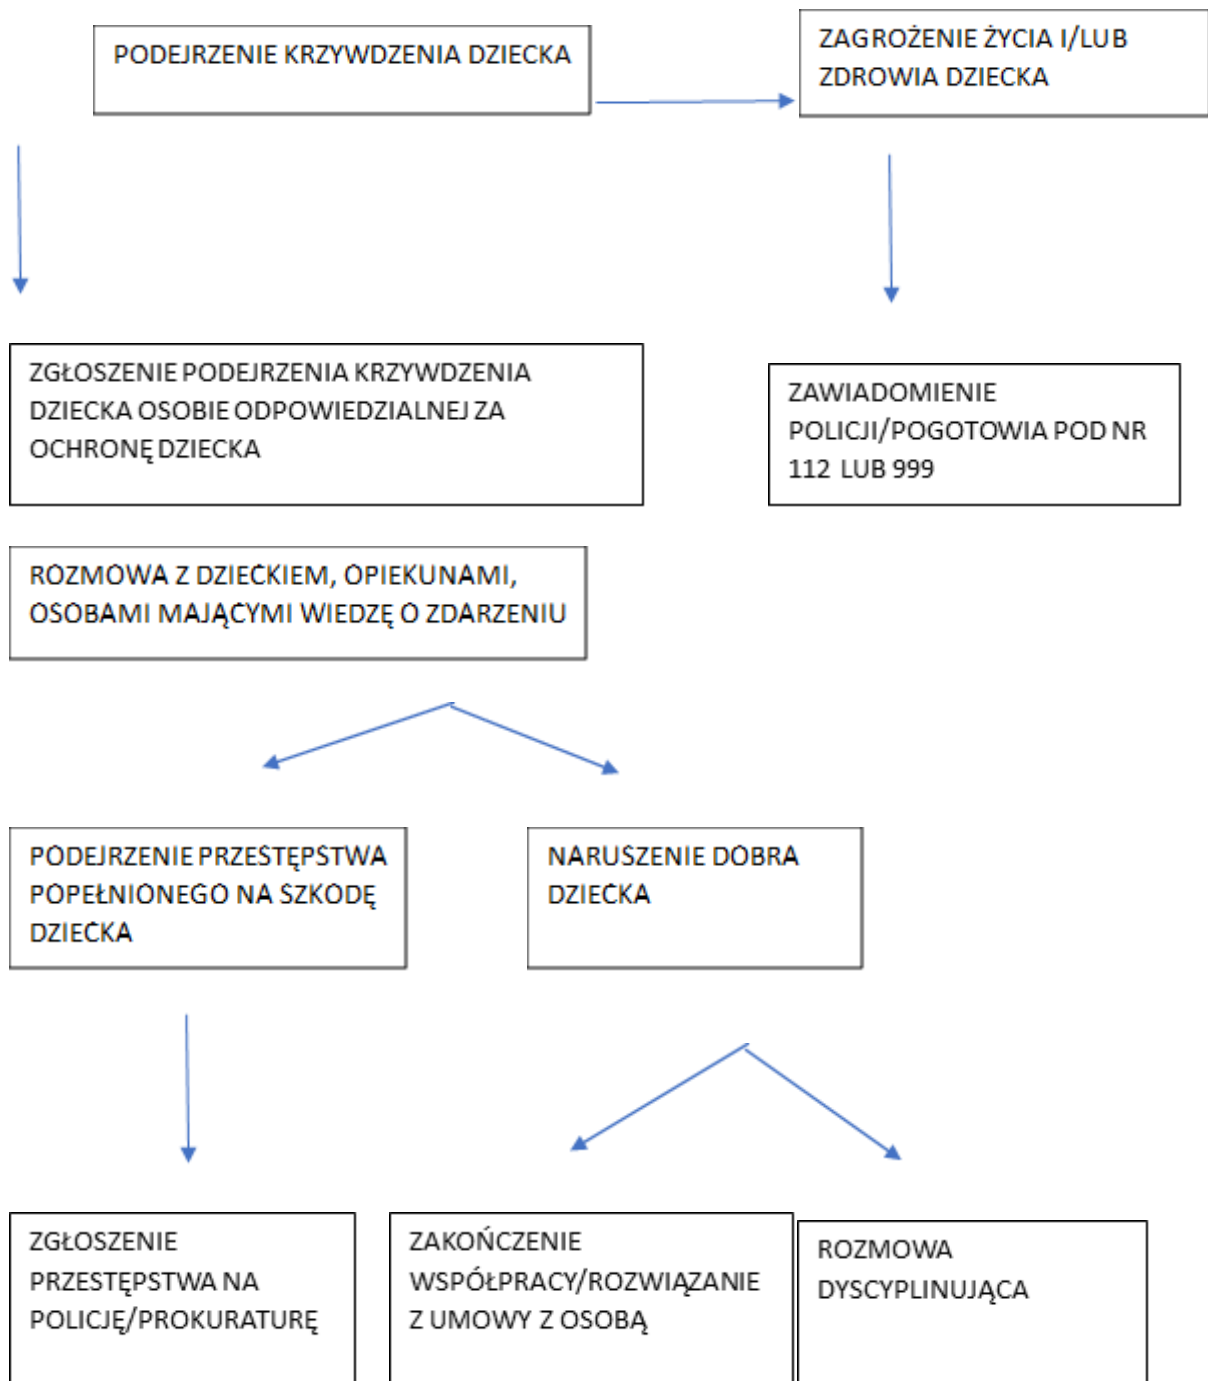 PODEJRZENIE KRZYWDZENIA DZIECKA
ZAGROŻENIE ŻYCIA I/LUB
ZDROWIA DZIECKA
ZGŁOSZENIE PODEJRZENIA KRZYWDZENIA
DZIECKA OSOBIE ODPOWIEDZIALNEJ ZA
OCHRONĘ DZIECKA
ZAWIADOMIENIE
POLICJI/POGOTOWIA POD NR
112 LUB 999
ROZMOWA Z DZIECKIEM, OPIEKUNAMI,
OSOBAMI MAJĄCYMI WIEDZĘ O ZDARZENIU
PODEJRZENIE PRZESTĘPSTWA
POPEŁNIONEGO NA SZKODĘ
DZIECKA
NARUSZENIE DOBRA
DZIECKA
ZGŁOSZENIE
PRZESTĘPSTWA NA
POLICJĘ/PROKURATURĘ
ZAKOŃCZENIE
WSPÓŁPRACY/ROZWIĄZANIE
Z UMOWY Z OSOBĄ
ROZMOWA
DYSCYPLINUJĄCA